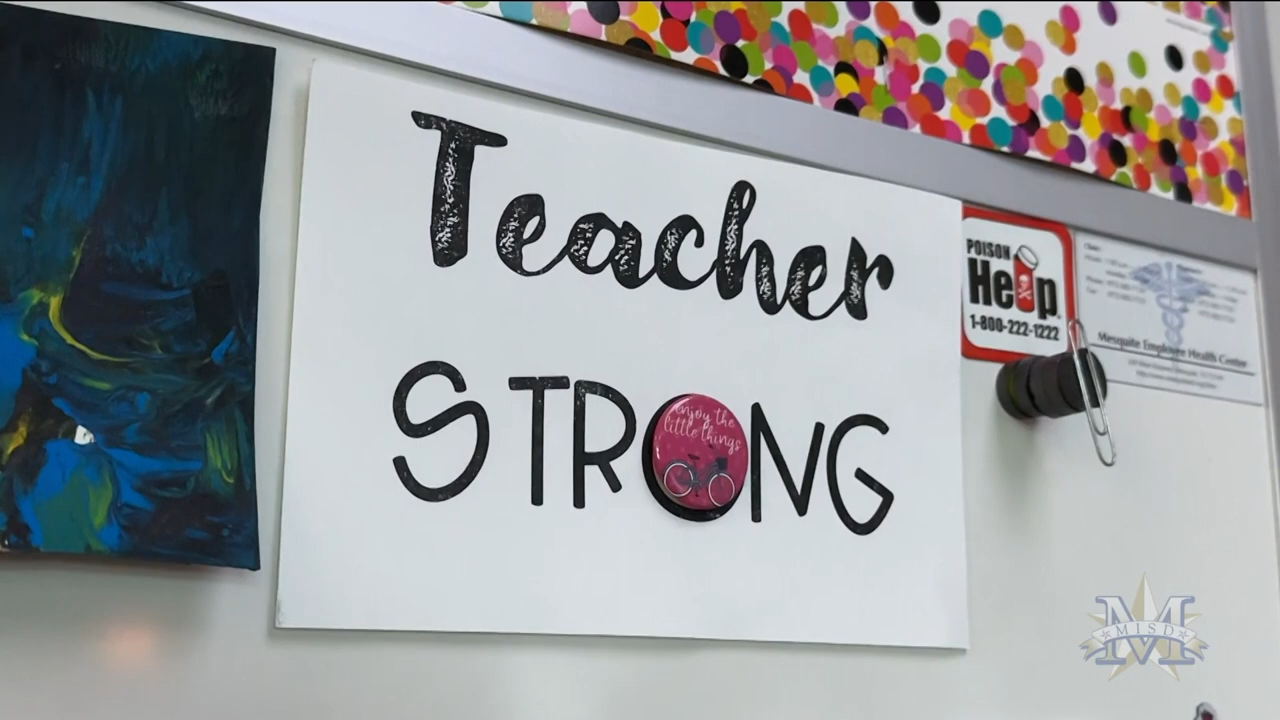 Teacher
STRONG
enjoy the
little things
POISON
Help
1-800-222-1222
Mesquite Employee Health Center
M
MISD